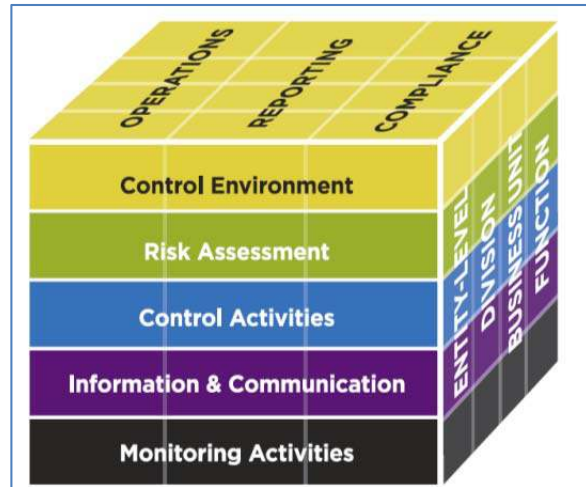 OPERATIONS
REPORTING
COMPLIANCE
Control Environment
Risk Assessment
Control Activities
Information & Communication
Monitoring Activities
ENTITY-LEVEL
DIVISION
BUSINESS UNIT
FUNCTION